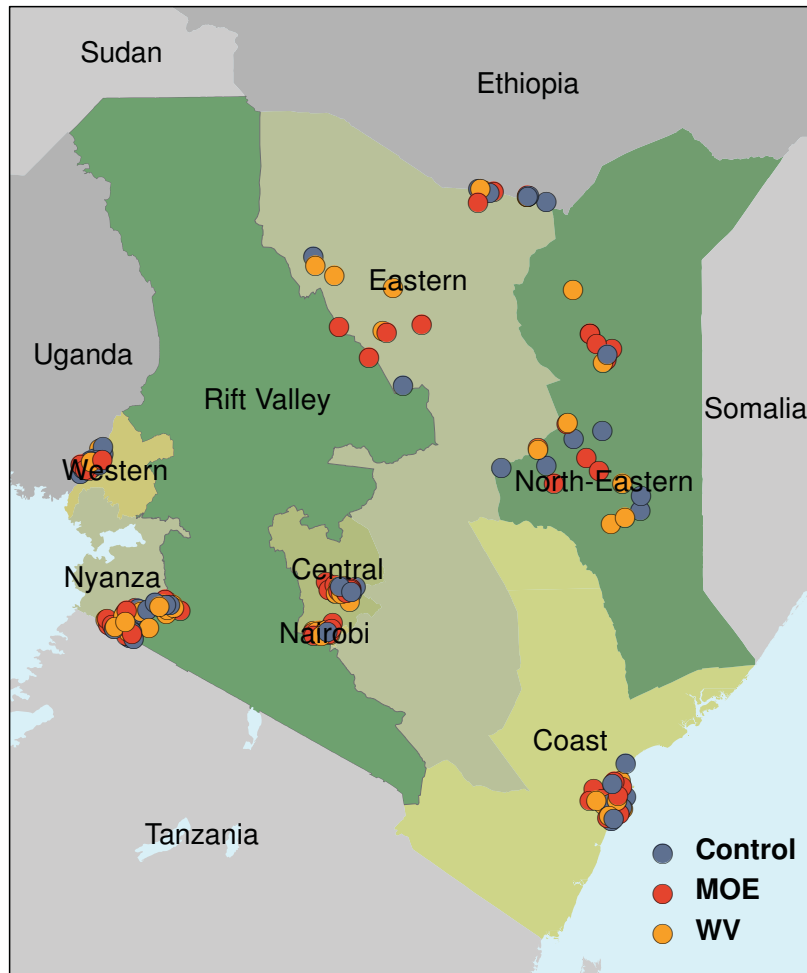 Sudan
Ethiopia
Eastern
Uganda
Rift Valley
Somalia
Western
North-Eastern
Central
Nyanza
Nairobi
Coast
Tanzania
Control
MOE
WV